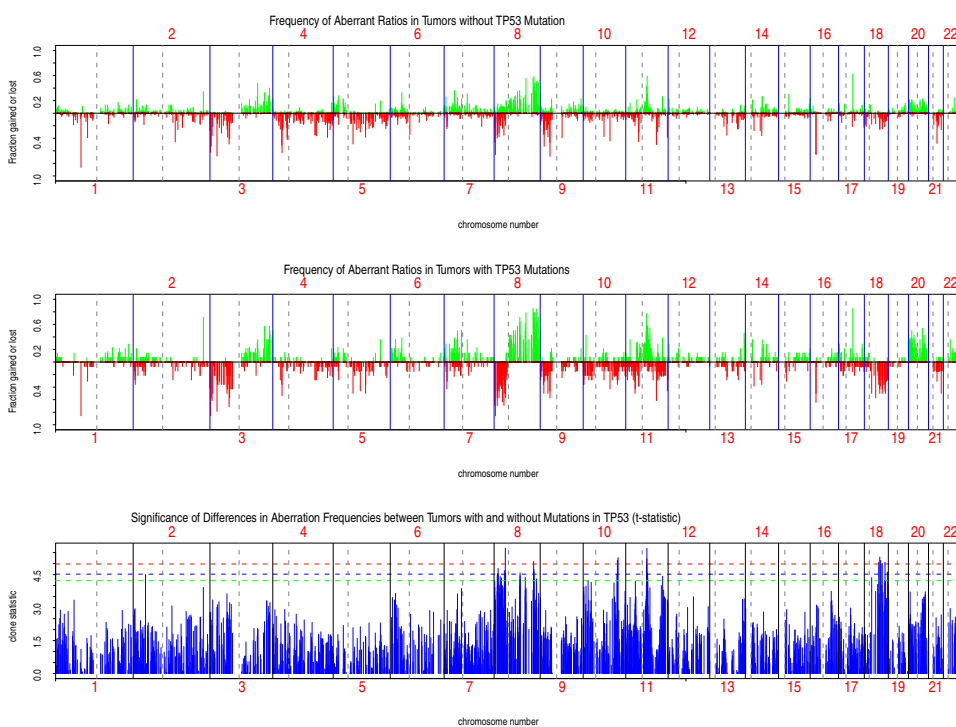 Frequency of Aberrant Ratios in Tumors without TP53 Mutation
2 4 6 8 10 12 14 16 18 20 22
Fraction gained or lost
1.0
0.6
0.2
0.4
1.0
1 3 5 7 9 11 13 15 17 19 21
chromosome number
Frequency of Aberrant Ratios in Tumors with TP53 Mutations
2 4 6 8 10 12 14 16 18 20 22
Fraction gained or lost
1.0
0.6
0.2
0.4
1.0
1 3 5 7 9 11 13 15 17 19 21
chromosome number
Significance of Differences in Aberration Frequencies between Tumors with and without Mutations in TP53 (t-statistic)
2 4 6 8 10 12 14 16 18 20 22
clone statistic
4.5
3.0
1.5
0.0
1 3 5 7 9 11 13 15 17 19 21
chromosome number